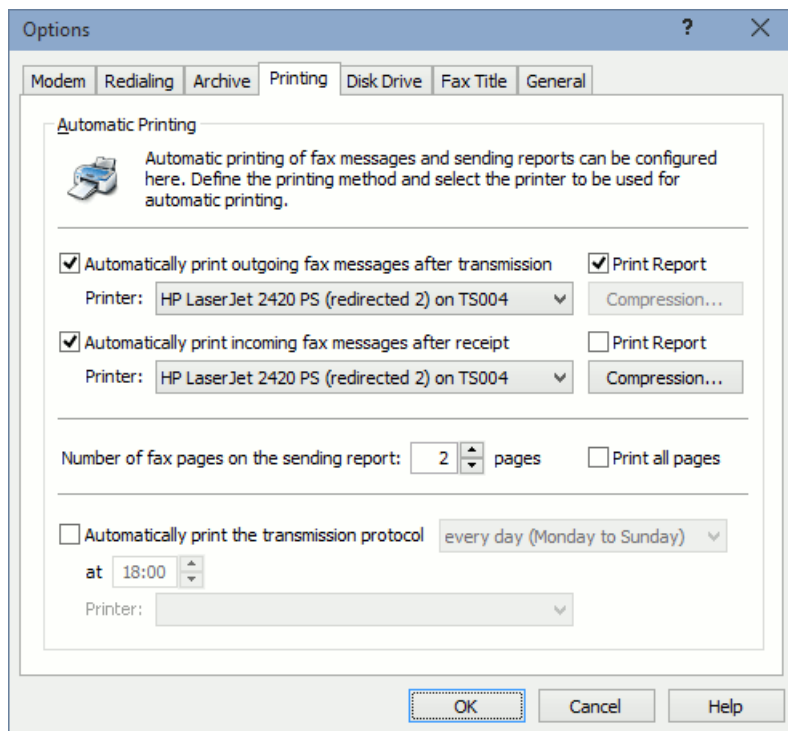 Options ?
Modem Redialing Archive Printing Disk Drive Fax Title General
Automatic Printing
Automatic printing of fax messages and sending reports can be configured
here. Define the printing method and select the printer to be used for
automatic printing.
Automatically print outgoing fax messages after transmission Print Report
Printer: HP LaserJet 2420 PS (redirected 2) on TS004 Compression...
Automatically print incoming fax messages after receipt Print Report
Printer: HP LaserJet 2420 PS (redirected 2) on TS004 Compression...
Number of fax pages on the sending report: 2 pages Print all pages
Automatically print the transmission protocol every day (Monday to Sunday)
at 18:00
Printer:
OK Cancel Help